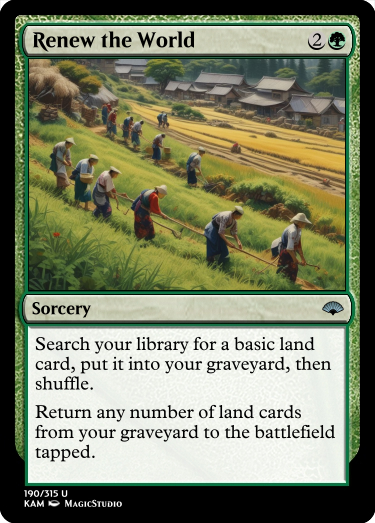 Renew the World 2
Sorcery
Search your library for a basic land
card, put it into your graveyard, then
shuffle.
Return any number of land cards
from your graveyard to the battlefield
tapped.
190/315 U
KAM MagicStudio